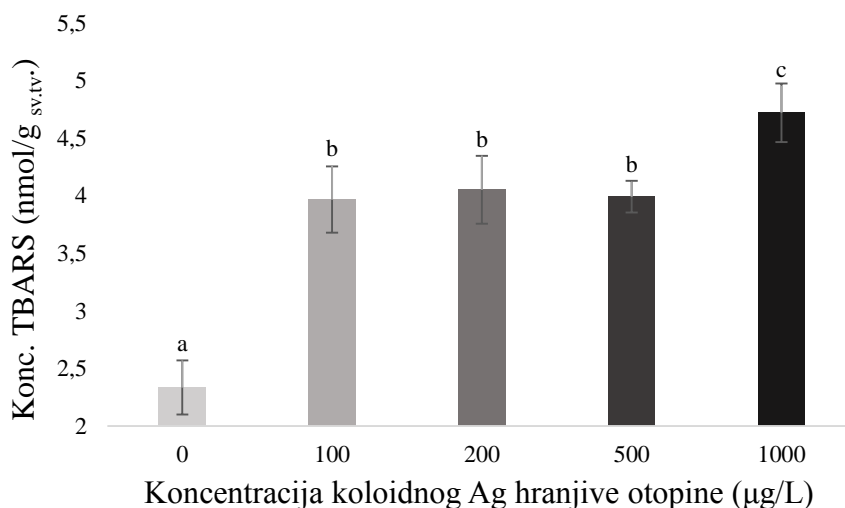 Konc. TBARS (nmol/g sv.tv.)
5,5
5
4,5
4
3,5
3
2,5
2
a
b
b
b
c
0 100 200 500 1000
Koncentracija koloidnog Ag hranjive otopine (µg/L)